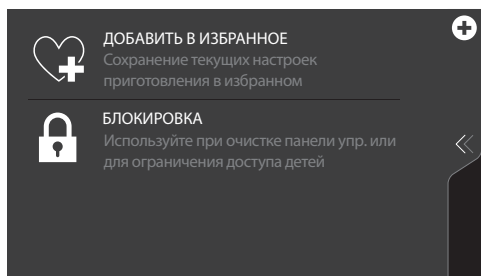 ДОБАВИТЬ В ИЗБРАННОЕ
Сохранение текущих настроек
приготовления в избранном
БЛОКИРОВКА
Используйте при очистке панели упр. или
для ограничения доступа детей